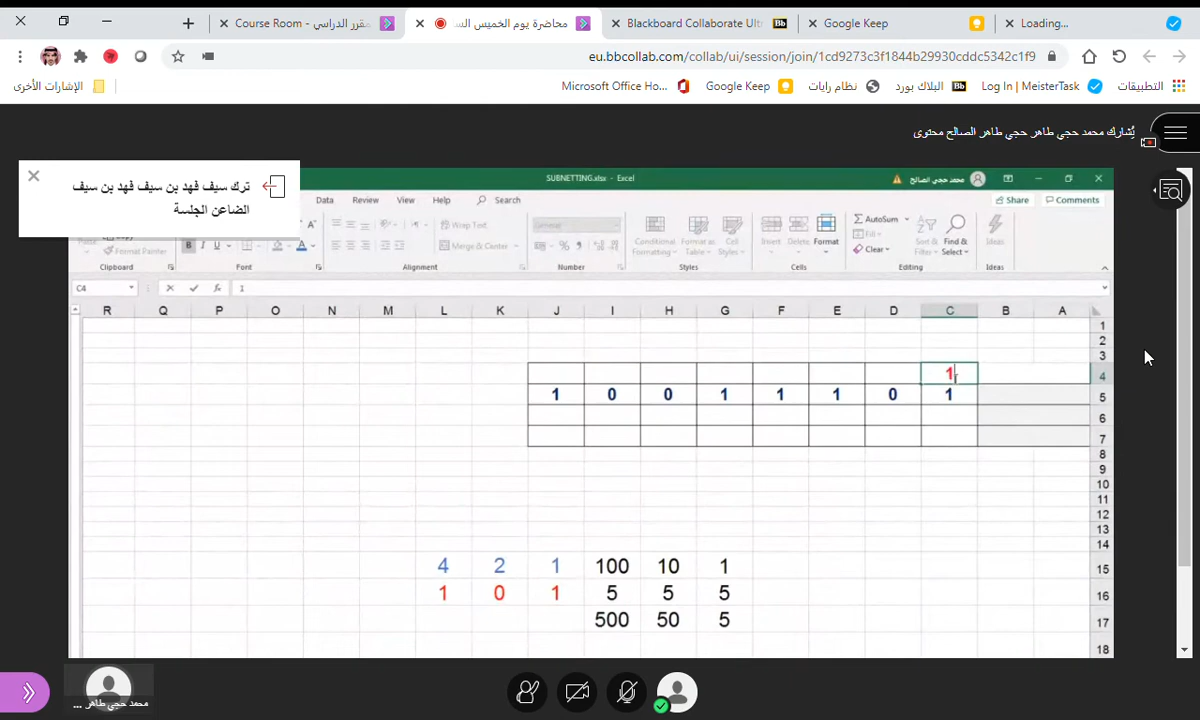 Course Room - مقرر الدراسي
محاضرة يوم الخميس الس
Blackboard Collaborate Ultr
Google Keep
Loading...
eu.bbcollab.com/collab/ui/session/join/1cd9273c3f1844b29930cddc5342c1f9
الإشارات الأخرى
Microsoft Office Ho...
Google Keep
نظام رايات
البلاك بورد
Log In | MeisterTask
التطبيقات
يُشارك محمد حجي طاهر حجي طاهر الصالح محتوى
ترك سيف فهد بن سيف فهد بن سيف
الضاعن الجلسة
SUBNETTING.xlsx - Excel
محمد حجي الصالح
Data Review View Help Search
Share Comments
Format Painter
Wrap Text
Merge & Center
General
Conditional Formatting
Format as Table
Cell Styles
Insert Delete Format
AutoSum
Fill
Clear
Sort & Filter
Find & Select
Ideas
Clipboard Font Alignment Number Styles Cells Editing Ideas
C4 fx 1
R Q P O N M L K J I H G F E D C B A
1
2
3
1 4
1 0 0 1 1 1 0 1 5
6
7
8
9
10
11
12
13
14
4 2 1 100 10 1 15
1 0 1 5 5 5 16
500 50 5 17
18
محمد حجي طاهر ...